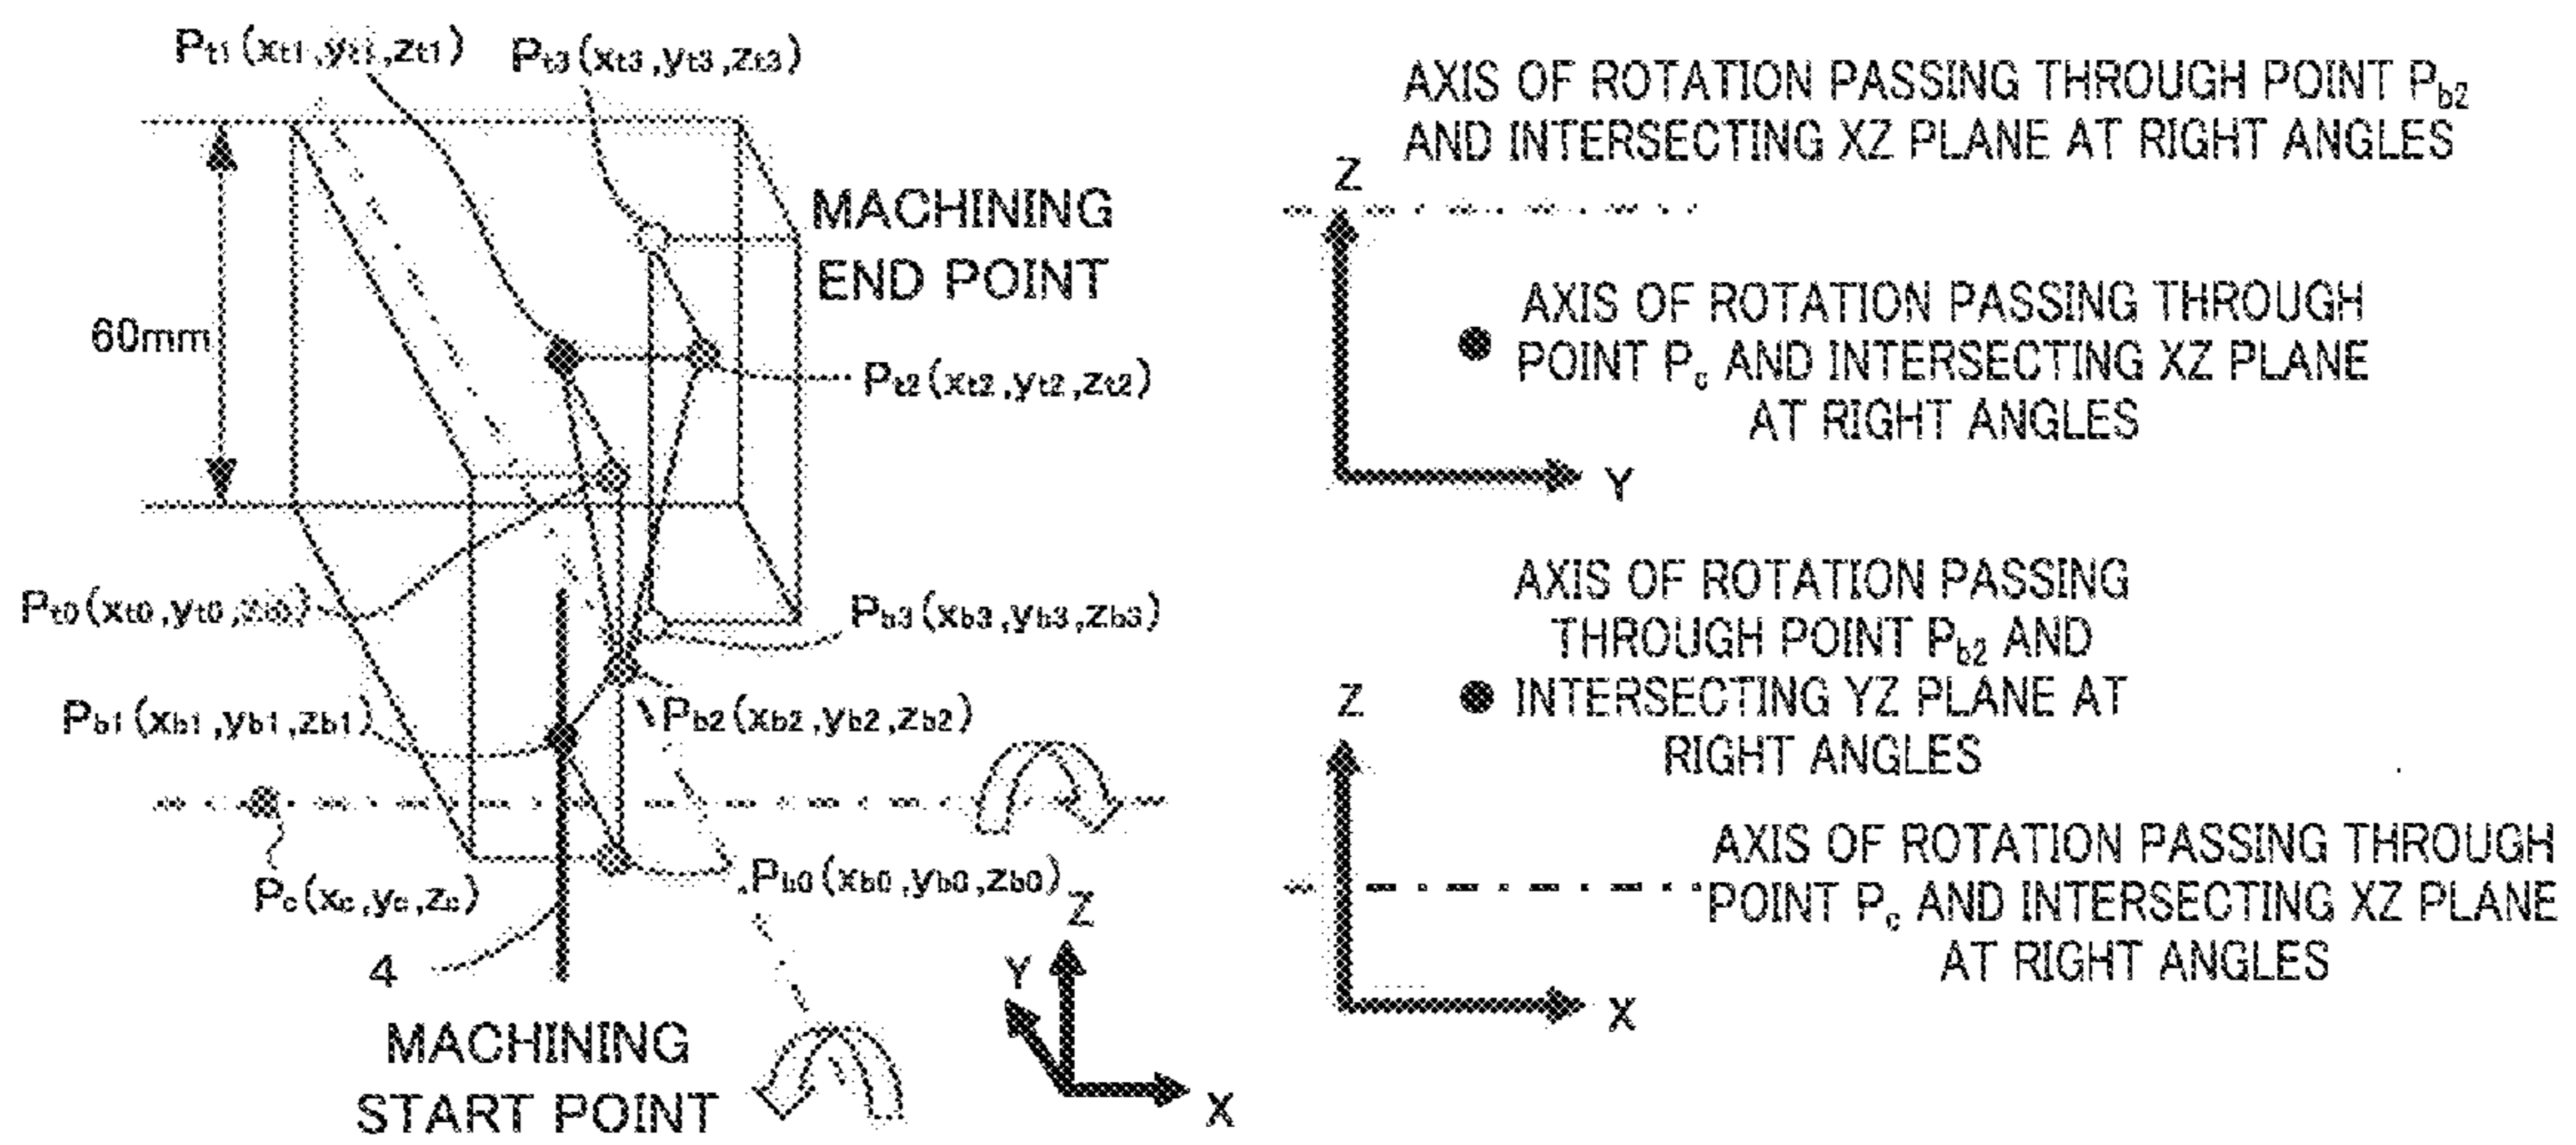 Pt1(xt1,yt1,zt1)
Pt3(xt3,yt3,zt3)
MACHINING
END POINT
60mm
Pt2(xt2,yt2,zt2)
Pt0(xt0,yt0,zt0)
Pb3(xb3,yb3,zb3)
Pb1(xb1,yb1,zb1)
Pb2(xb2,yb2,zb2)
Pc(xc,yc,zc)
Pb0(xb0,yb0,zb0)
4
MACHINING
START POINT
Z
Y
X
AXIS OF ROTATION PASSING THROUGH POINT Pb2
AND INTERSECTING XZ PLANE AT RIGHT ANGLES
Z
AXIS OF ROTATION PASSING THROUGH
POINT Pc AND INTERSECTING XZ PLANE
AT RIGHT ANGLES
Y
AXIS OF ROTATION PASSING
THROUGH POINT Pb2 AND
INTERSECTING YZ PLANE AT
RIGHT ANGLES
Z
AXIS OF ROTATION PASSING THROUGH
POINT Pc AND INTERSECTING XZ PLANE
AT RIGHT ANGLES
X